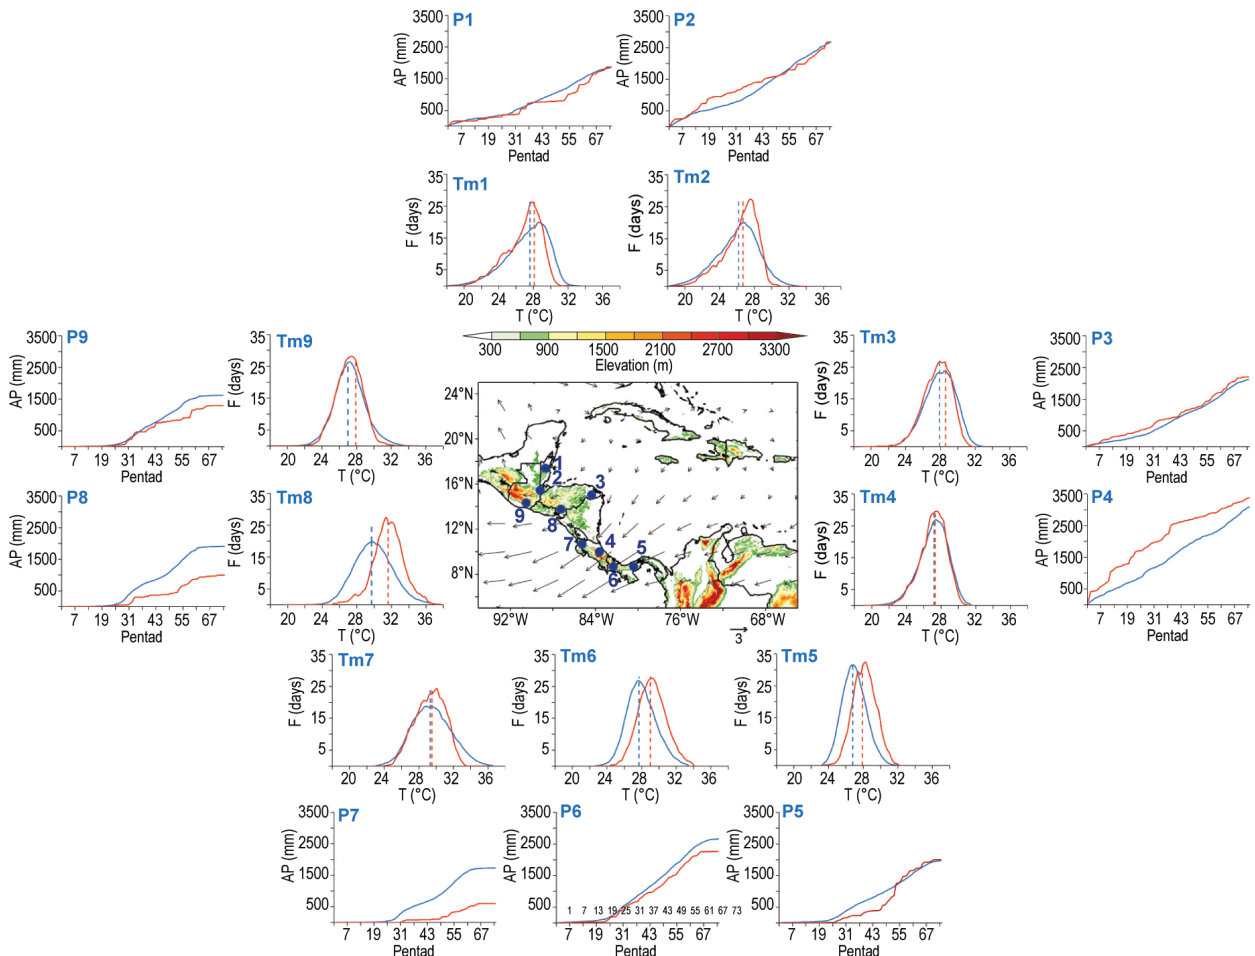 P1
AP (mm)
3500
2500
1500
500
7 19 31 43 55 67
Pentad
P2
AP (mm)
3500
2500
1500
500
7 19 31 43 55 67
Pentad
Tm1
F (days)
35
25
15
5
20 24 28 32 36
T (°C)
Tm2
F (days)
35
25
15
5
20 24 28 32 36
T (°C)
P9
AP (mm)
3500
2500
1500
500
7 19 31 43 55 67
Pentad
Tm9
F (days)
35
25
15
5
20 24 28 32 36
T (°C)
300 900 1500 2100 2700 3300
Elevation (m)
Tm3
F (days)
35
25
15
5
20 24 28 32 36
T (°C)
P3
AP (mm)
3500
2500
1500
500
7 19 31 43 55 67
Pentad
P8
AP (mm)
3500
2500
1500
500
7 19 31 43 55 67
Pentad
Tm8
F (days)
35
25
15
5
20 24 28 32 36
T (°C)
24°N
20°N
16°N
12°N
8°N
92°W 84°W 76°W 68°W
1
2
3
4
5
6
7
8
9
3
Tm4
F (days)
35
25
15
5
20 24 28 32 36
T (°C)
P4
AP (mm)
3500
2500
1500
500
7 19 31 43 55 67
Pentad
Tm7
F (days)
35
25
15
5
20 24 28 32 36
T (°C)
Tm6
F (days)
35
25
15
5
20 24 28 32 36
T (°C)
Tm5
F (days)
35
25
15
5
20 24 28 32 36
T (°C)
P7
AP (mm)
3500
2500
1500
500
7 19 31 43 55 67
Pentad
P6
AP (mm)
3500
2500
1500
500
1 7 13 19 25 31 37 43 49 55 61 67 73
7 19 31 43 55 67
Pentad
P5
AP (mm)
3500
2500
1500
500
7 19 31 43 55 67
Pentad